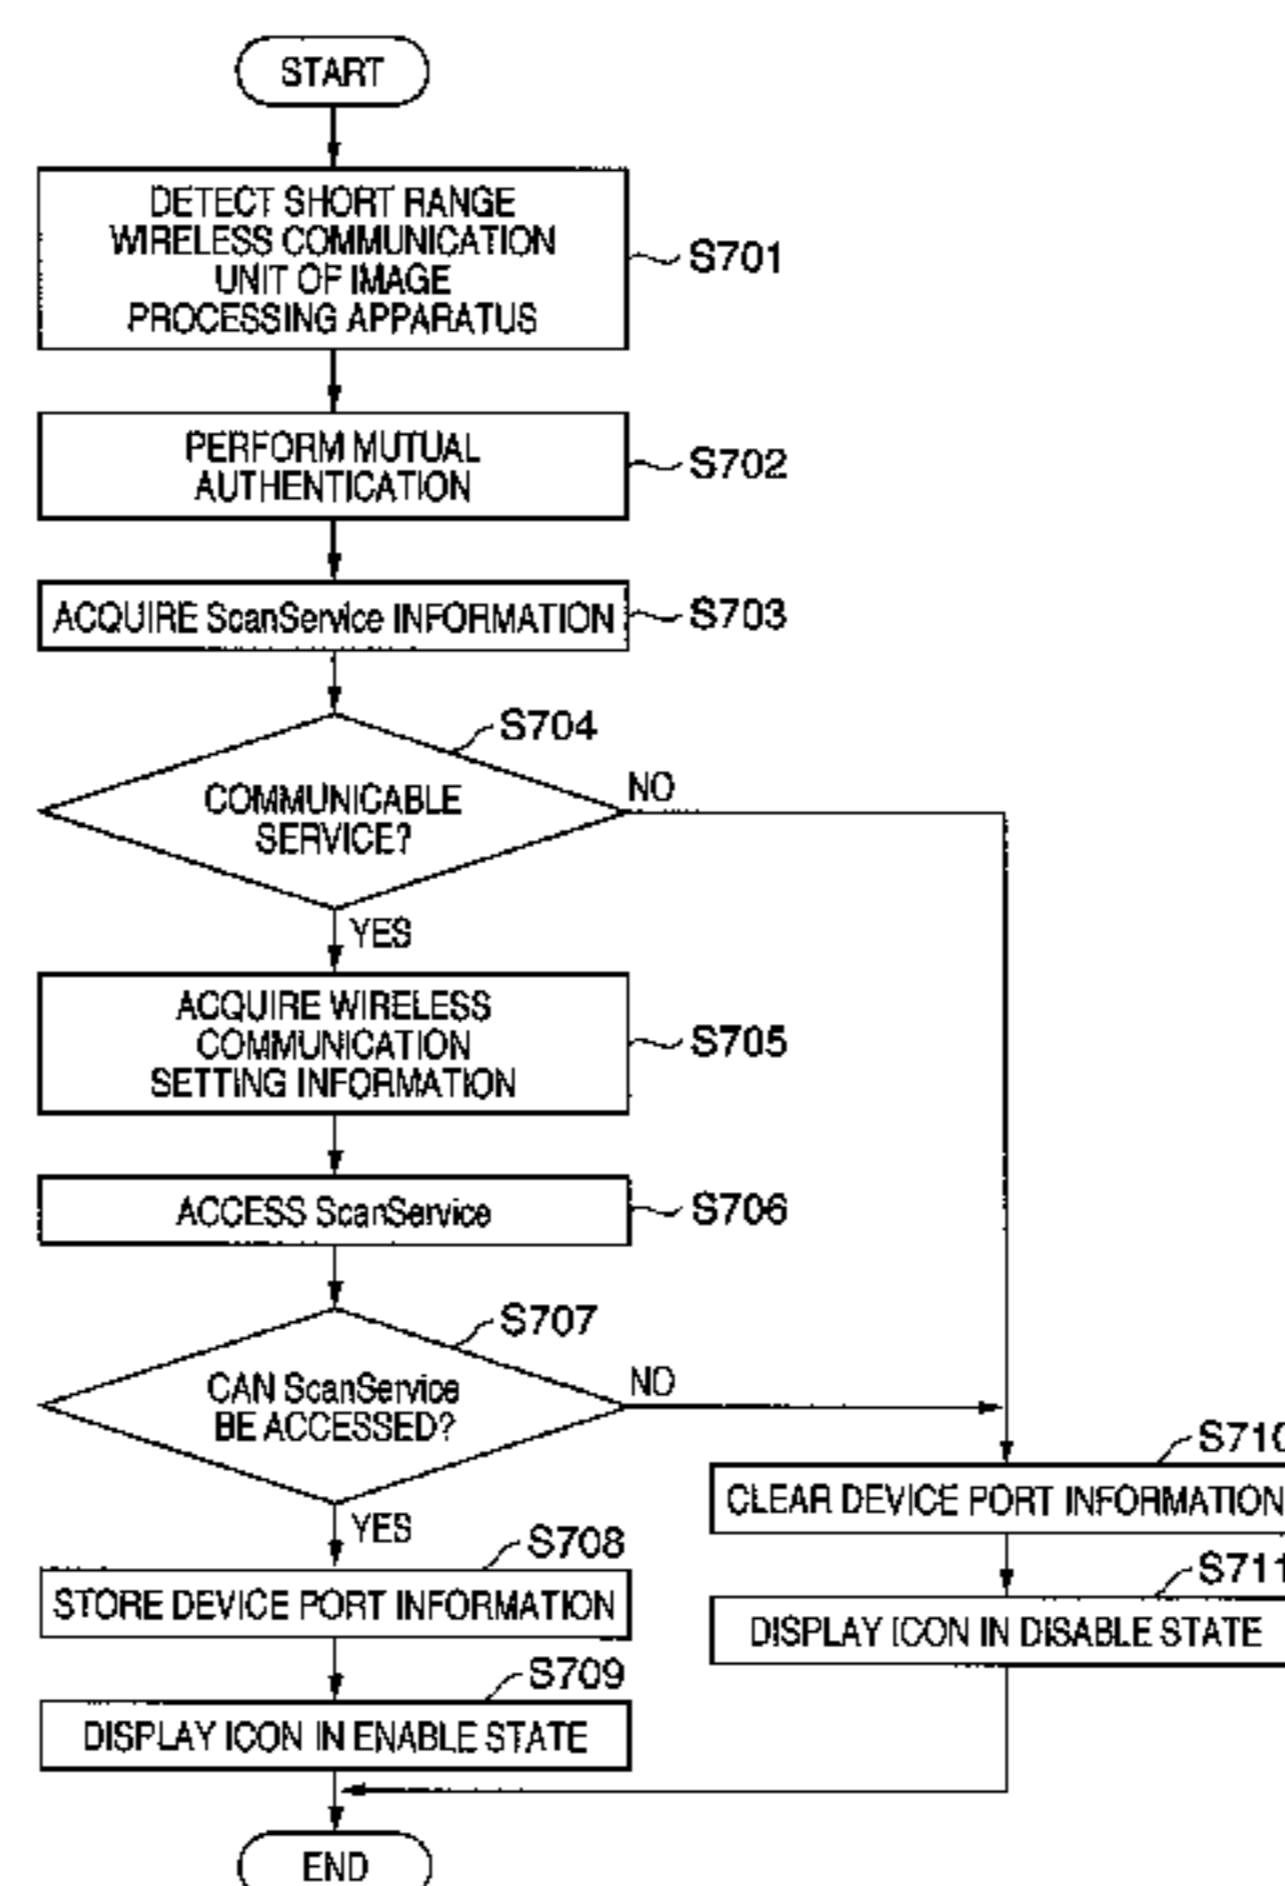 START
DETECT SHORT RANGE
WIRELESS COMMUNICATION
UNIT OF IMAGE
PROCESSING APPARATUS
S701
PERFORM MUTUAL
AUTHENTICATION
S702
ACQUIRE ScanService INFORMATION
S703
S704
COMMUNICABLE
SERVICE?
NO
YES
ACQUIRE WIRELESS
COMMUNICATION
SETTING INFORMATION
S705
ACCESS ScanService
S706
S707
CAN ScanService
BE ACCESSED?
NO
YES
S708
STORE DEVICE PORT INFORMATION
S709
DISPLAY ICON IN ENABLE STATE
S710
CLEAR DEVICE PORT INFORMATION
S711
DISPLAY ICON IN DISABLE STATE
END